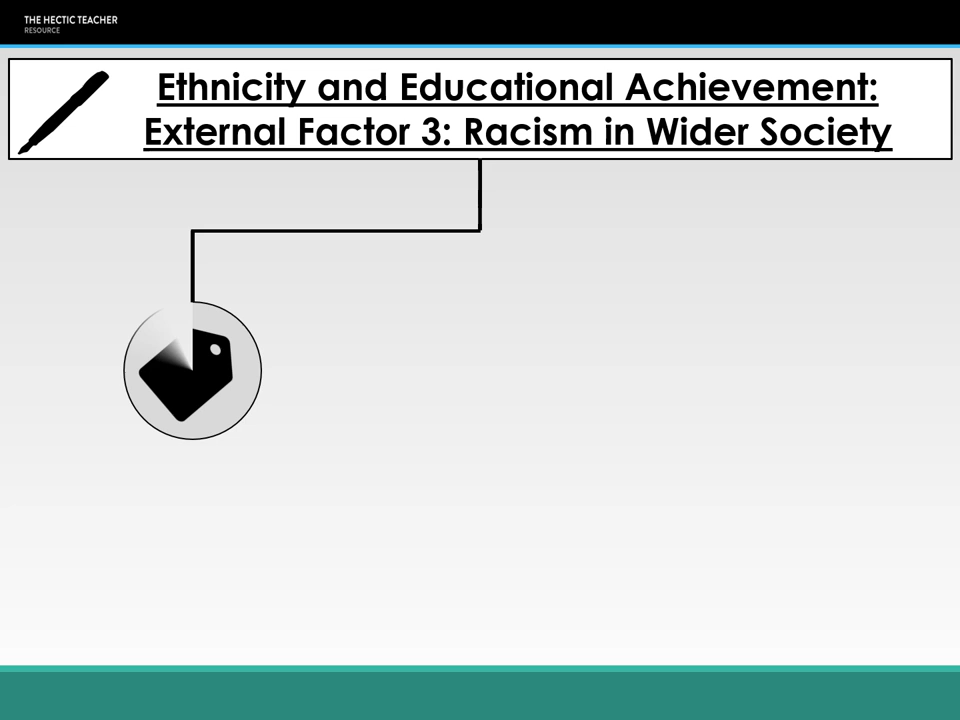 THE HECTIC TEACHER
RESOURCE
Ethnicity and Educational Achievement:
External Factor 3: Racism in Wider Society